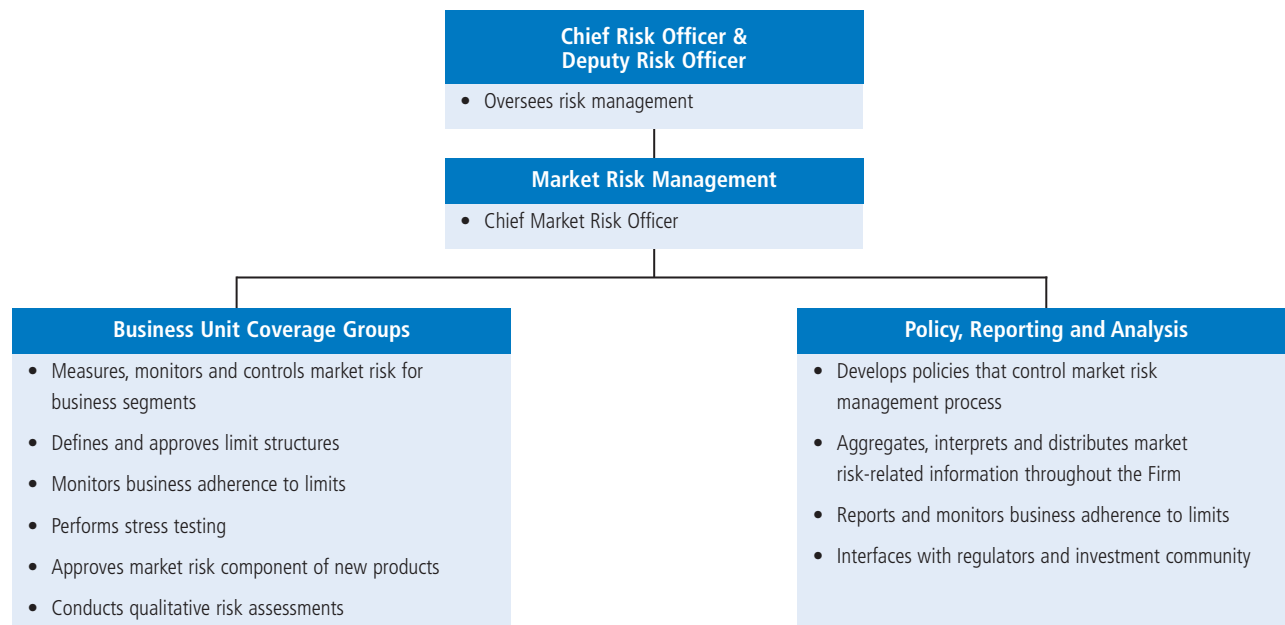 Chief Risk Officer &
Deputy Risk Officer
• Oversees risk management
Market Risk Management
• Chief Market Risk Officer
Business Unit Coverage Groups
• Measures, monitors and controls market risk for
business segments
• Defines and approves limit structures
• Monitors business adherence to limits
• Performs stress testing
• Approves market risk component of new products
• Conducts qualitative risk assessments
Policy, Reporting and Analysis
• Develops policies that control market risk
management process
• Aggregates, interprets and distributes market
risk-related information throughout the Firm
• Reports and monitors business adherence to limits
• Interfaces with regulators and investment community